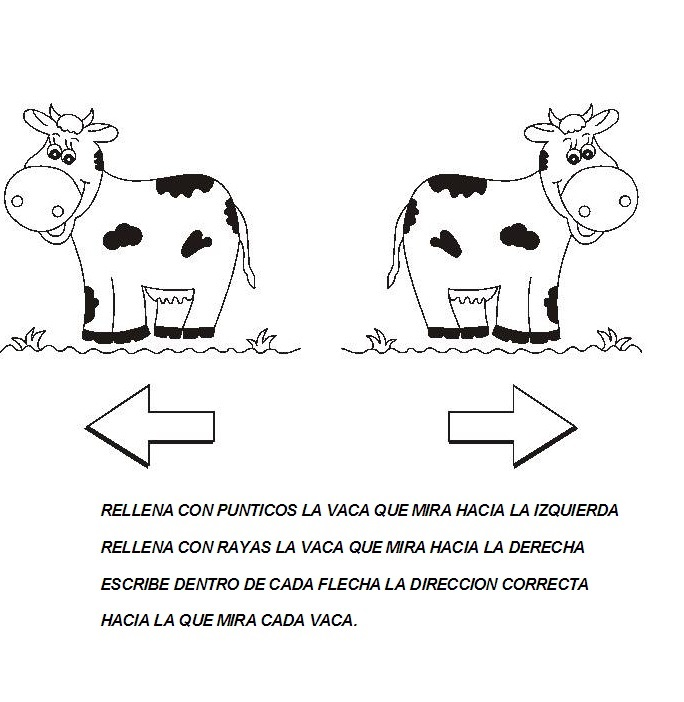 RELLENA CON PUNTICOS LA VACA QUE MIRA HACIA LA IZQUIERDA
RELLENA CON RAYAS LA VACA QUE MIRA HACIA LA DERECHA
ESCRIBE DENTRO DE CADA FLECHA LA DIRECCION CORRECTA
HACIA LA QUE MIRA CADA VACA.